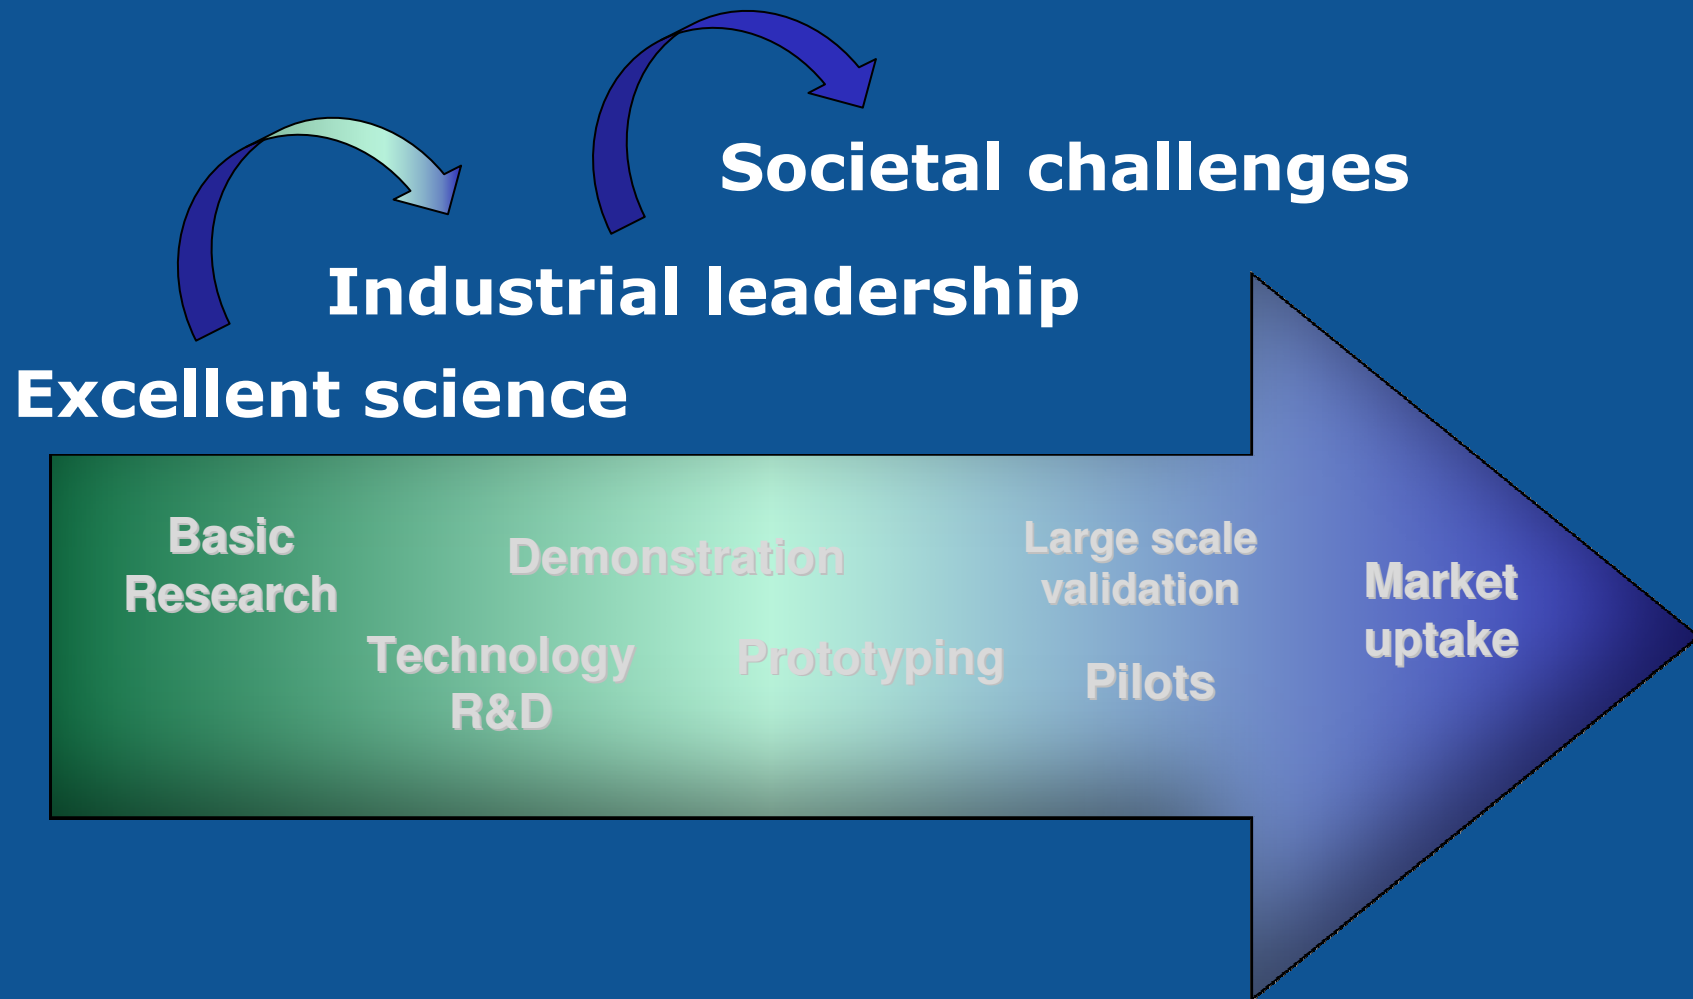 Societal challenges
Industrial leadership
Excellent science
Basic
Research
Demonstration
Technology
R&D
Prototyping
Large scale
validation
Pilots
Market
uptake